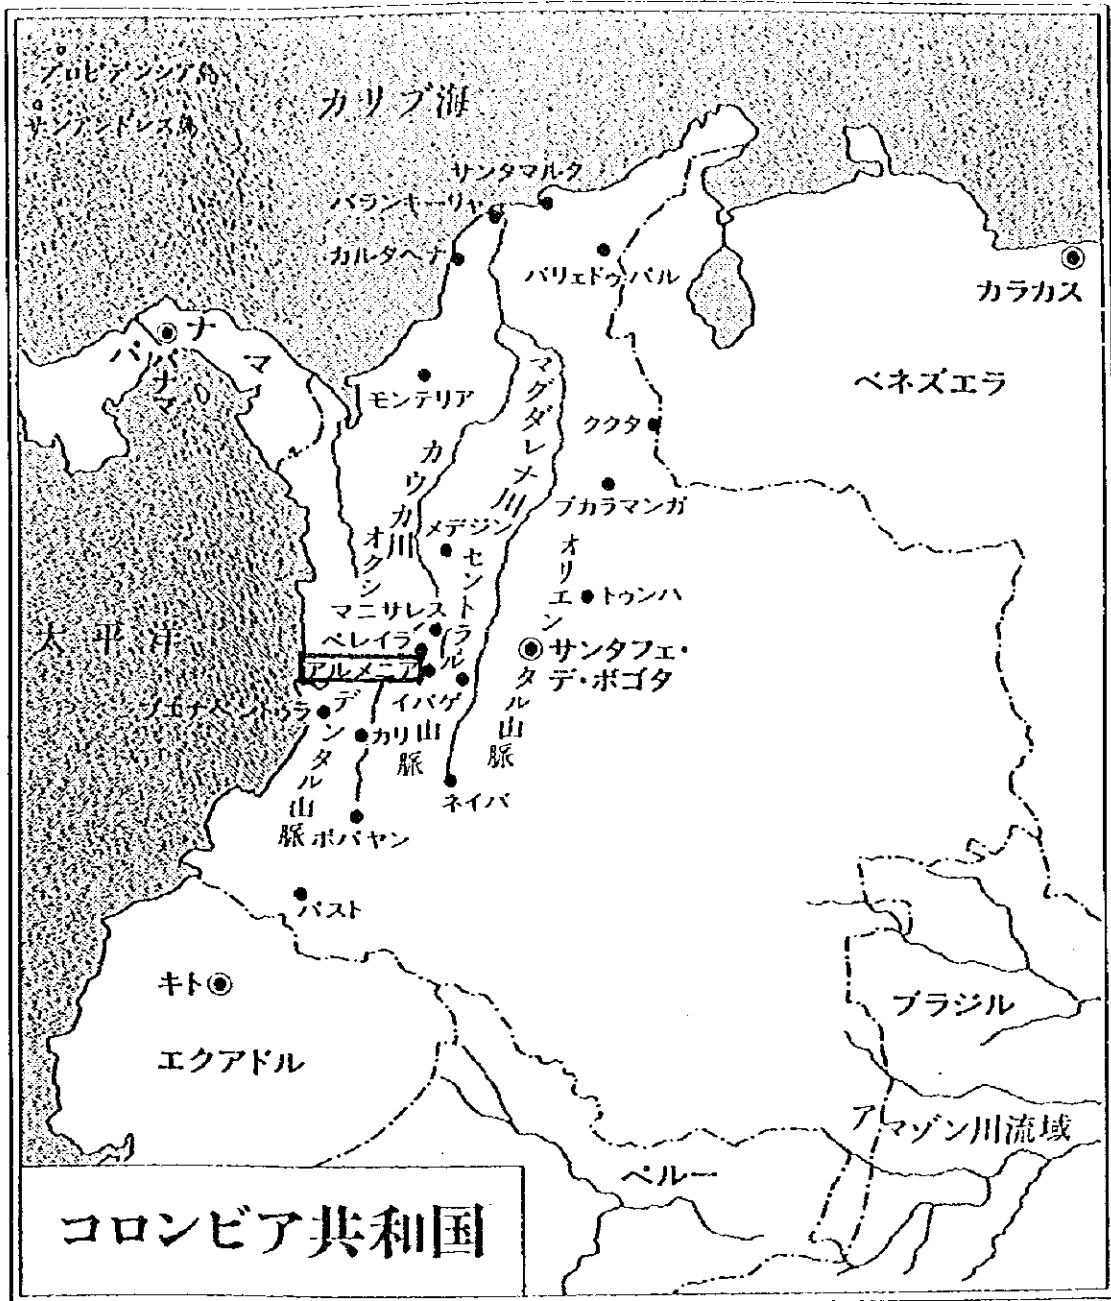 プロビデンシア島
サンアンドレス島
カリブ海
サンタマルタ
バランキーリャ
カルタヘナ
バリェドゥパル
カラカス
パナマ
パナマ
モンテリア
マグダレナ川
ベネズエラ
ククタ
カウカ川
ブカラマンガ
メデジン
オクシデンタル山脈
セントラル山脈
オリエンタル山脈
トゥンハ
マニサレス
ペレイラ
太平洋
サンタフェ・
デ・ボゴタ
アルメニア
イバゲ
ブエナベントゥラ
カリ
ネイバ
ポパヤン
パスト
キト
エクアドル
ブラジル
アマゾン川流域
ペルー
コロンビア共和国